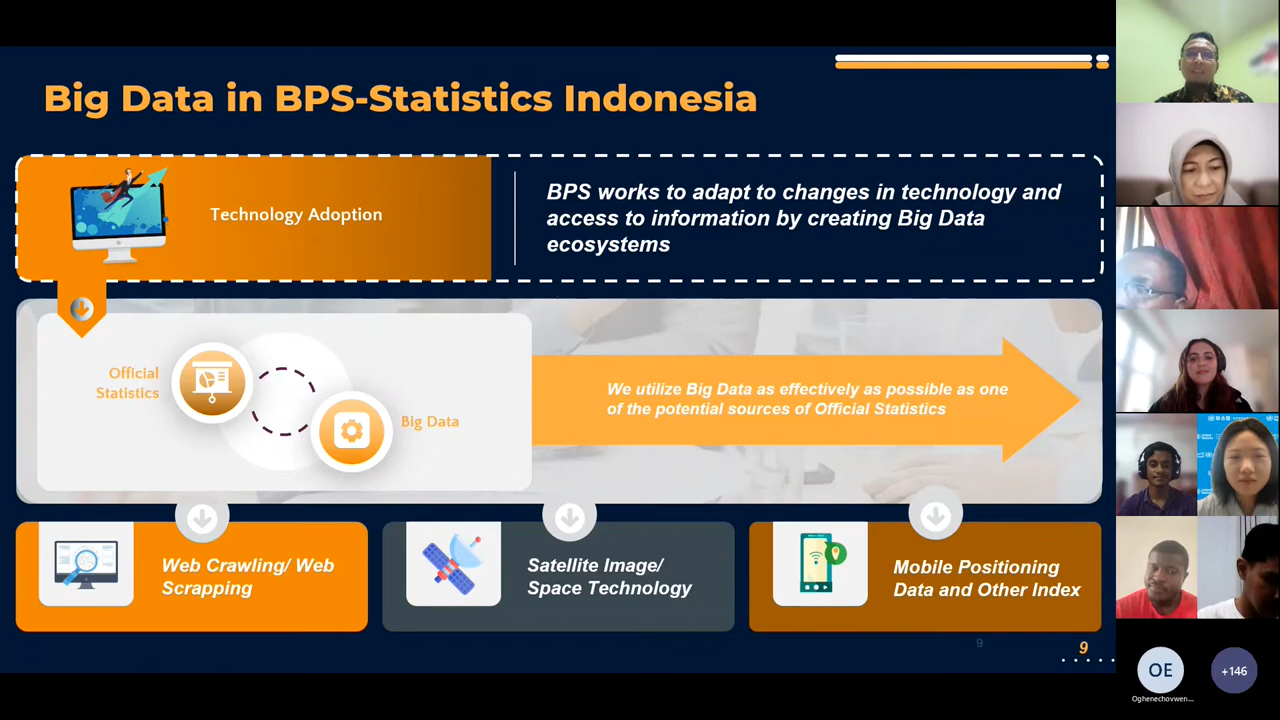 Big Data in BPS-Statistics Indonesia
Technology Adoption
BPS works to adapt to changes in technology and
access to information by creating Big Data
ecosystems
Official
Statistics
Big Data
We utilize Big Data as effectively as possible as one
of the potential sources of Official Statistics
Web Crawling/ Web
Scrapping
Satellite Image/
Space Technology
Mobile Positioning
Data and Other Index
9
9
OE
Oghenechovwen...
+146